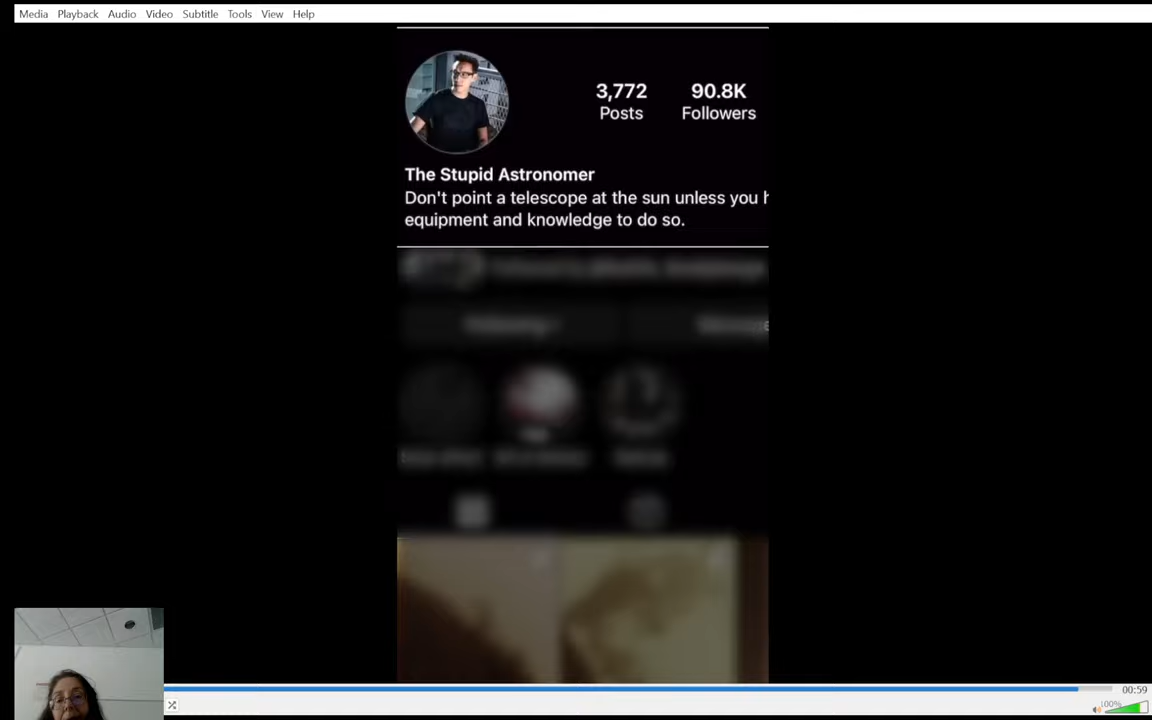 Media Playback Audio Video Subtitle Tools View Help
3,772 90.8K
Posts Followers
The Stupid Astronomer
Don't point a telescope at the sun unless you h
equipment and knowledge to do so.
00:59
100%